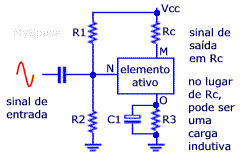 Vcc
MySpace
R1
Rc
sinal de
saída
em Rc
M
N
elemento
ativo
no lugar
de Rc,
pode ser
uma
carga
indutiva
sinal de
entrada
O
R2
C1
R3